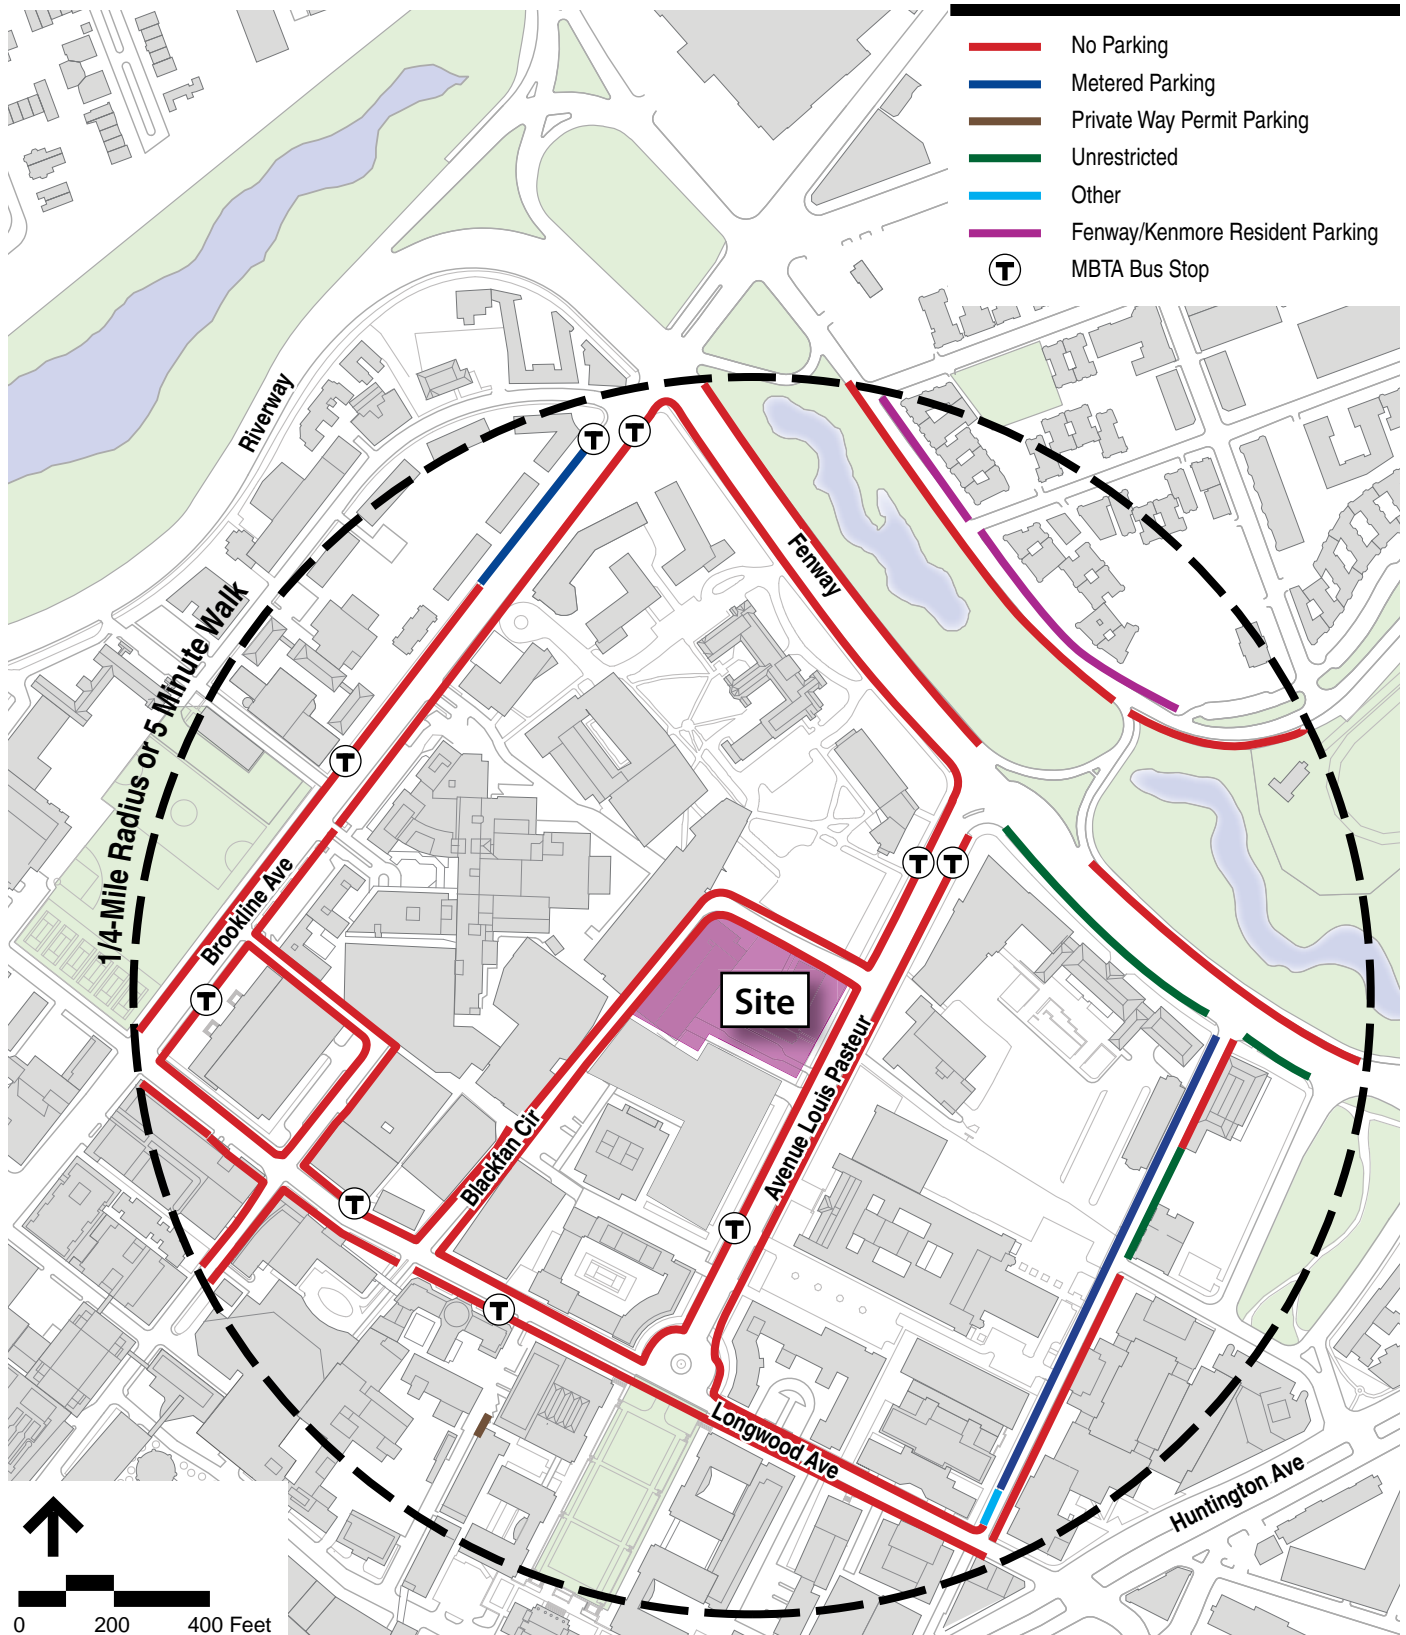 No Parking
Metered Parking
Private Way Permit Parking
Unrestricted
Other
Fenway/Kenmore Resident Parking
T MBTA Bus Stop
Riverway
T
T
Fenway
1/4-Mile Radius or 5 Minute Walk
T
T
T
Brookline Ave
T
Site
Avenue Louis Pasteur
Blackfan Cir
T
T
T
Longwood Ave
Huntington Ave
0 200 400 Feet